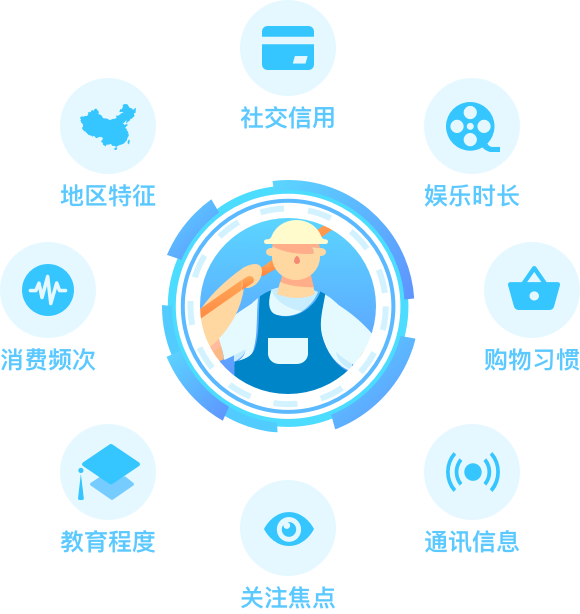 社交信用
地区特征
娱乐时长
消费频次
购物习惯
教育程度
通讯信息
关注焦点